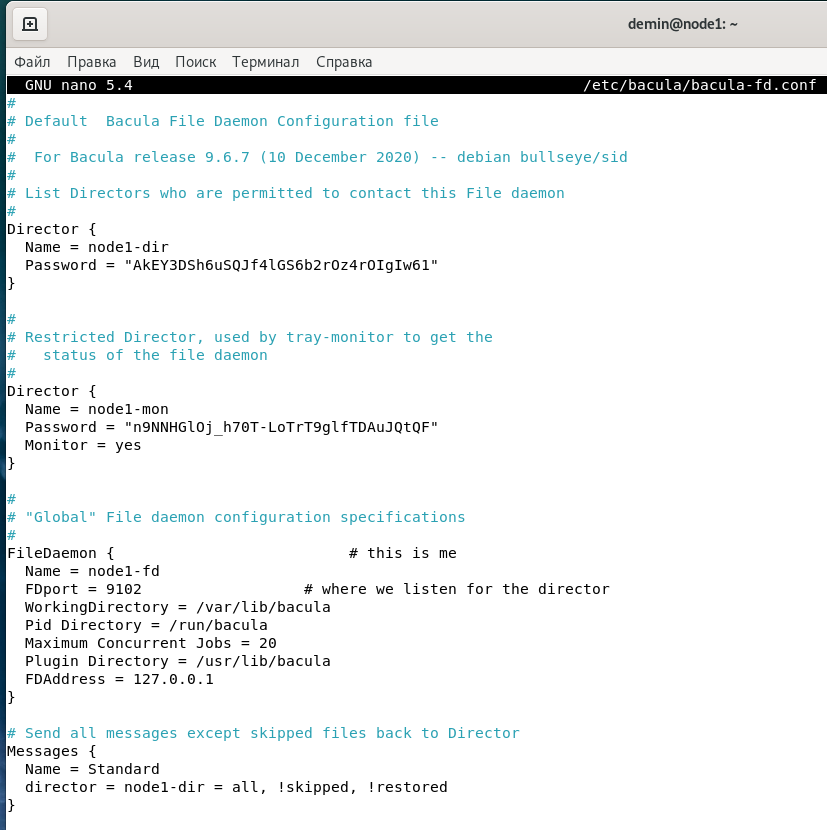 demin@node1: ~
Файл Правка Вид Поиск Терминал Справка
GNU nano 5.4 /etc/bacula/bacula-fd.conf
#
# Default  Bacula File Daemon Configuration file
#
#  For Bacula release 9.6.7 (10 December 2020) -- debian bullseye/sid
#
# List Directors who are permitted to contact this File daemon
#
Director {
  Name = node1-dir
  Password = "AkEY3DSh6uSQJf4lGS6b2rOz4rOIgIw61"
}
#
# Restricted Director, used by tray-monitor to get the
#   status of the file daemon
#
Director {
  Name = node1-mon
  Password = "n9NNHGlOj_h70T-LoTrT9glfTDAuJQtQF"
  Monitor = yes
}
#
# "Global" File daemon configuration specifications
#
FileDaemon {                          # this is me
  Name = node1-fd
  FDport = 9102                  # where we listen for the director
  WorkingDirectory = /var/lib/bacula
  Pid Directory = /run/bacula
  Maximum Concurrent Jobs = 20
  Plugin Directory = /usr/lib/bacula
  FDAddress = 127.0.0.1
}
# Send all messages except skipped files back to Director
Messages {
  Name = Standard
  director = node1-dir = all, !skipped, !restored
}